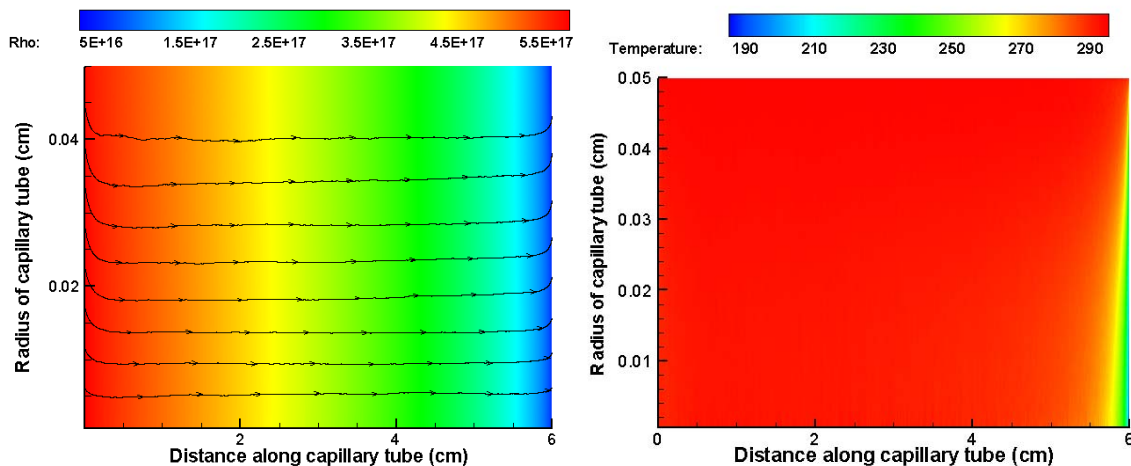 Rho: 5E+16 1.5E+17 2.5E+17 3.5E+17 4.5E+17 5.5E+17
0.04
0.02
Radius of capillary tube (cm)
2 4 6
Distance along capillary tube (cm)
Temperature: 190 210 230 250 270 290
0.05
0.04
0.03
0.02
0.01
Radius of capillary tube (cm)
0 2 4 6
Distance along capillary tube (cm)